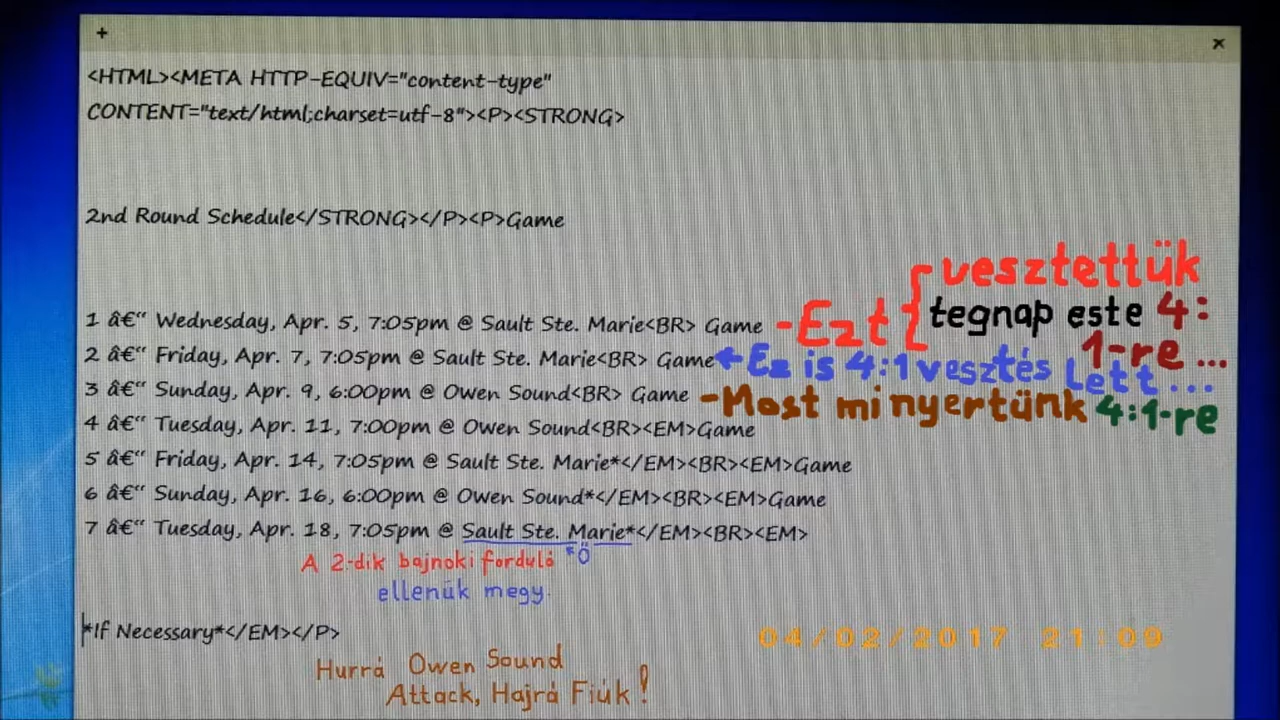 <HTML><META HTTP-EQUIV="content-type"
CONTENT="text/html;charset=utf-8"><P><STRONG>
2nd Round Schedule</STRONG></P><P>Game
1 â€“ Wednesday, Apr. 5, 7:05pm @ Sault Ste. Marie<BR> Game
-Ezt { vesztettük
tegnap este 4:
1-re ...
2 â€“ Friday, Apr. 7, 7:05pm @ Sault Ste. Marie<BR> Game
+Ez is 4:1 vesztés lett...
3 â€“ Sunday, Apr. 9, 6:00pm @ Owen Sound<BR> Game
-Most mi nyertünk 4:1-re
4 â€“ Tuesday, Apr. 11, 7:00pm @ Owen Sound<BR><EM>Game
5 â€“ Friday, Apr. 14, 7:05pm @ Sault Ste. Marie*</EM><BR><EM>Game
6 â€“ Sunday, Apr. 16, 6:00pm @ Owen Sound*</EM><BR><EM>Game
7 â€“ Tuesday, Apr. 18, 7:05pm @ Sault Ste. Marie*</EM><BR><EM>
A 2-dik bajnoki forduló Ő
ellenük megy.
*If Necessary*</EM></P>
04/02/2017 21:09
Hurrá Owen Sound
Attack, Hajrá Fiúk!